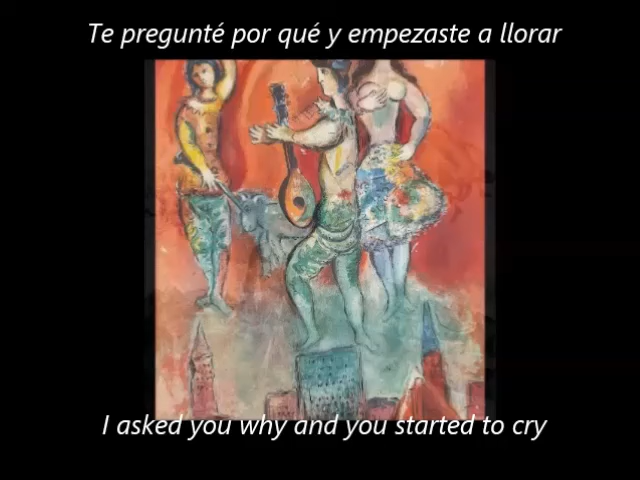 Te pregunté por qué y empezaste a llorar
I asked you why and you started to cry